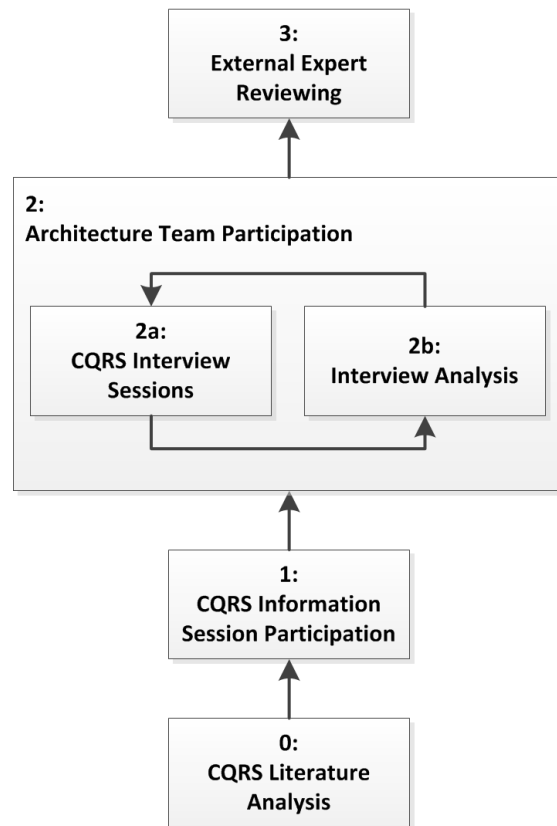 3:
External Expert
Reviewing
2:
Architecture Team Participation
2a:
CQRS Interview
Sessions
2b:
Interview Analysis
1:
CQRS Information
Session Participation
0:
CQRS Literature
Analysis